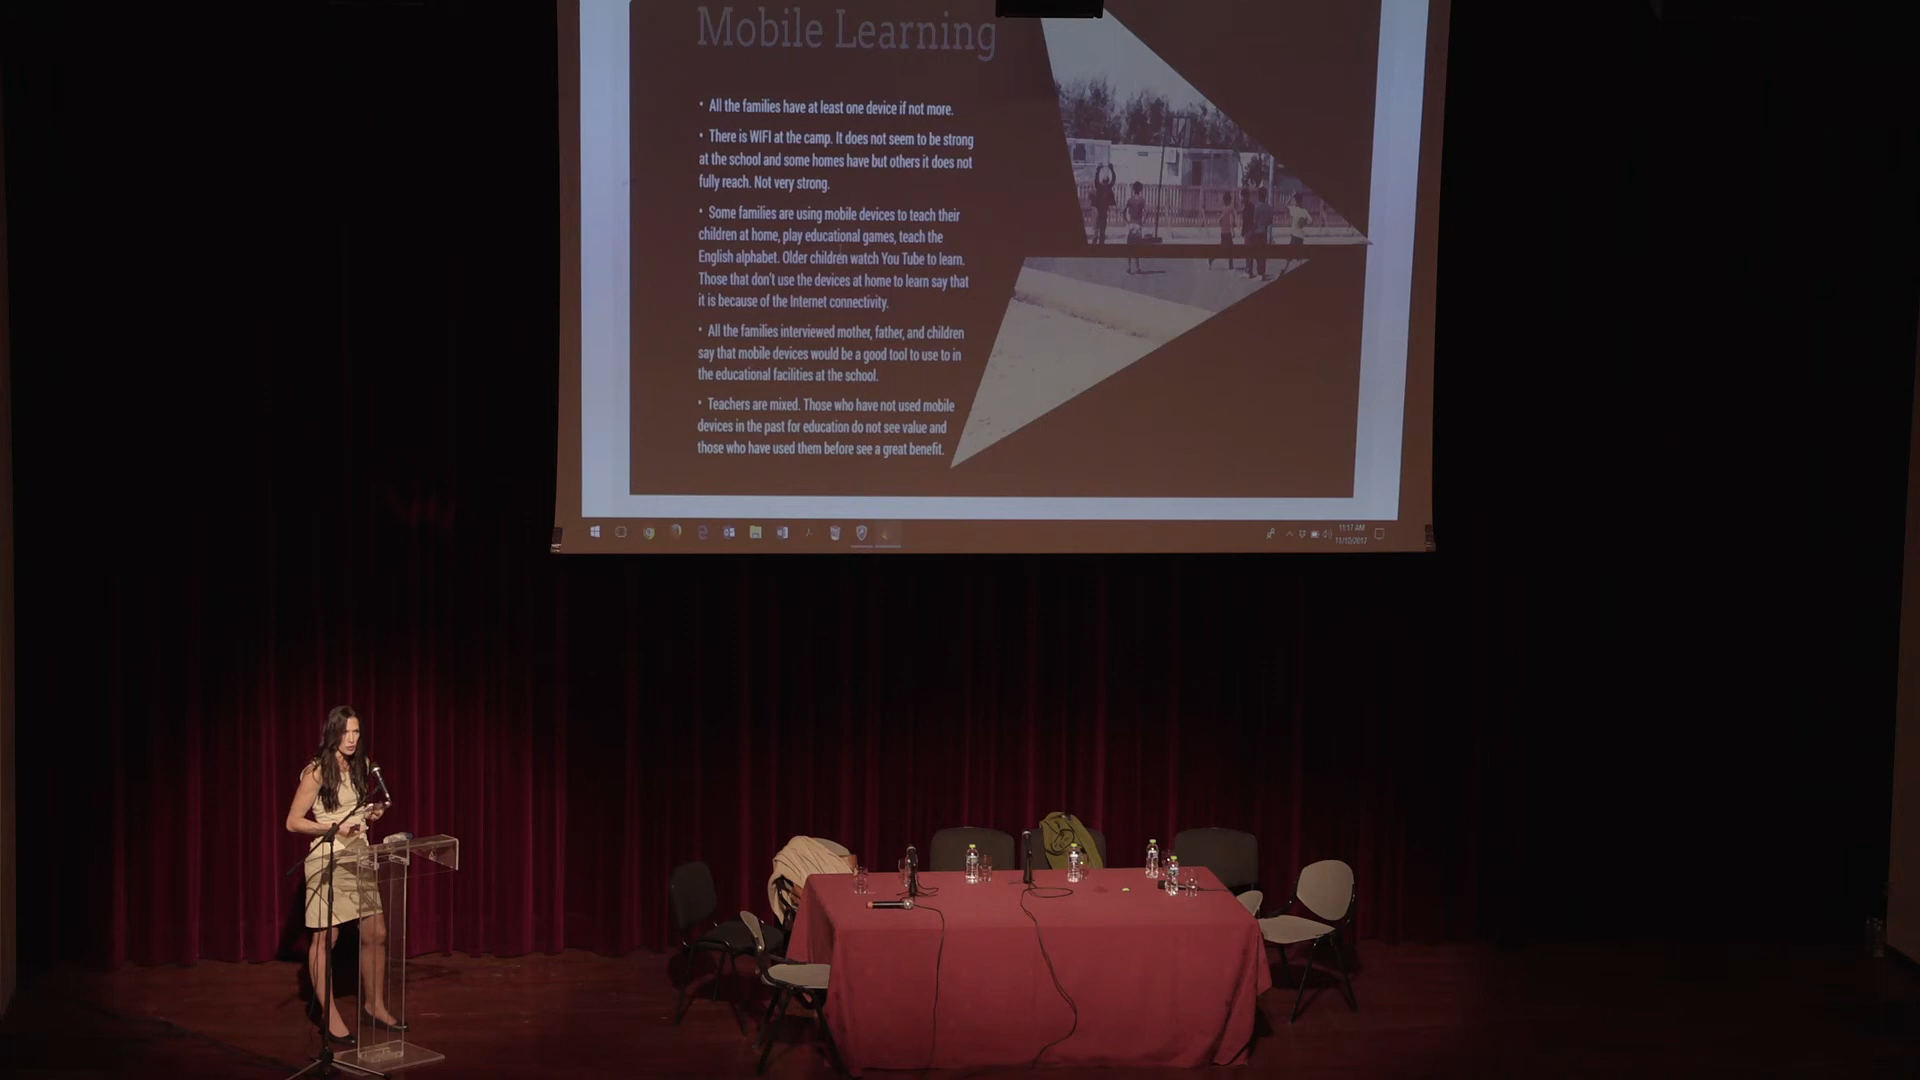 Mobile Learning
• All the families have at least one device if not more.
• There is WIFI at the camp. It does not seem to be strong
at the school and some homes have but others it does not
fully reach. Not very strong.
• Some families are using mobile devices to teach their
children at home, play educational games, teach the
English alphabet. Older children watch You Tube to learn.
Those that don't use the devices at home to learn say that
it is because of the Internet connectivity.
• All the families interviewed mother, father, and children
say that mobile devices would be a good tool to use to in
the educational facilities at the school.
• Teachers are mixed. Those who have not used mobile
devices in the past for education do not see value and
those who have used them before see a great benefit.
11:17 AM
11/10/2017